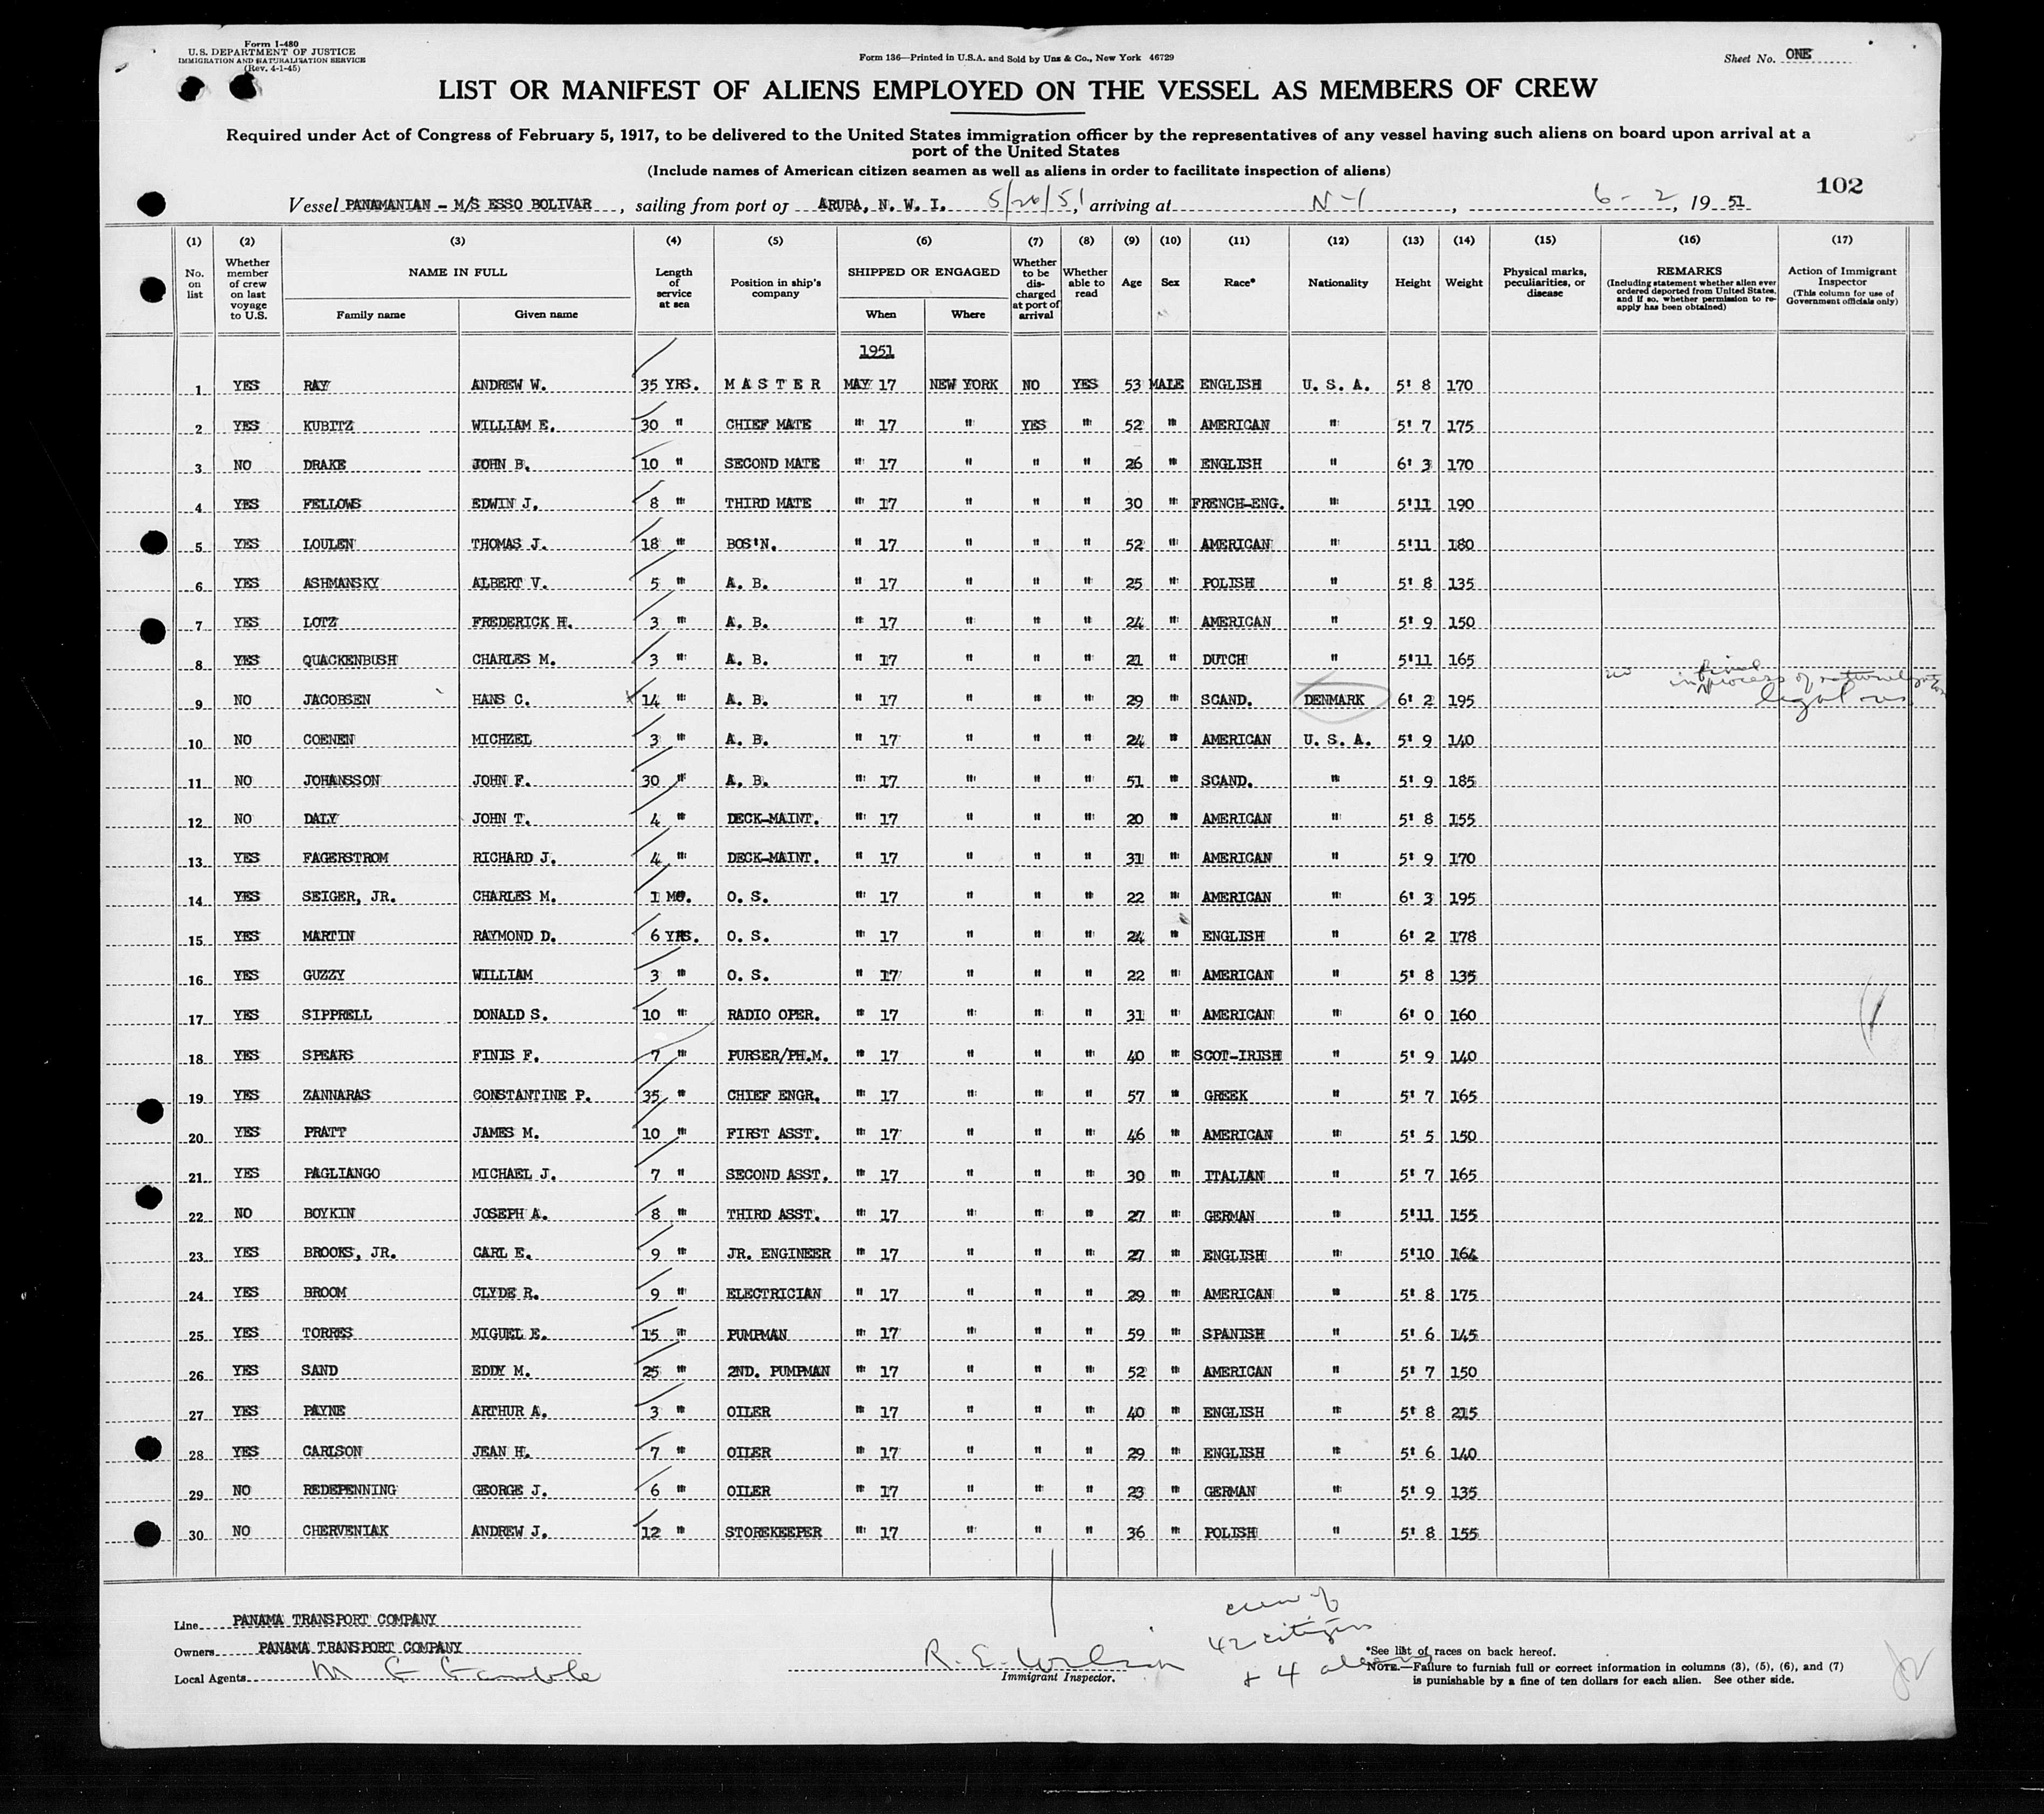 Form I-480
U.S. DEPARTMENT OF JUSTICE
IMMIGRATION AND NATURALIZATION SERVICE
(Rev. 4-1-45)
Form 136—Printed in U.S.A. and Sold by Unz & Co., New York 46729
Sheet No. ONE
LIST OR MANIFEST OF ALIENS EMPLOYED ON THE VESSEL AS MEMBERS OF CREW
Required under Act of Congress of February 5, 1917, to be delivered to the United States immigration officer by the representatives of any vessel having such aliens on board upon arrival at a
port of the United States
(Include names of American citizen seamen as well as aliens in order to facilitate inspection of aliens)
102
Vessel PANAMANIAN - M/S ESSO BOLIVAR, sailing from port of ARUBA, N. W. I. 5/26/51, arriving at N-Y, 6-2, 19 51
(1) (2) (3) (4) (5) (6) (7) (8) (9) (10) (11) (12) (13) (14) (15) (16) (17)
No. on list
Whether member of crew on last voyage to U.S.
NAME IN FULL
Family name
Given name
Length of service at sea
Position in ship's company
SHIPPED OR ENGAGED
When
Where
Whether to be discharged at port of arrival
Whether able to read
Age
Sex
Race*
Nationality
Height
Weight
Physical marks, peculiarities, or disease
REMARKS
(Including statement whether alien ever ordered deported from United States, and if so, whether permission to re-apply has been obtained)
Action of Immigrant Inspector
(This column for use of Government officials only)
1951
1 YES RAY ANDREW W. 35 YRS. M A S T E R MAY 17 NEW YORK NO YES 53 MALE ENGLISH U. S. A. 5' 8 170
2 YES KUBITZ WILLIAM E. 30 " CHIEF MATE " 17 " YES " 52 " AMERICAN " 5' 7 175
3 NO DRAKE JOHN B. 10 " SECOND MATE " 17 " " " 26 " ENGLISH " 6' 3 170
4 YES FELLOWS EDWIN J. 8 " THIRD MATE " 17 " " " 30 " FRENCH-ENG. " 5'11 190
5 YES LOULEN THOMAS J. 18 " BOS'N. " 17 " " " 52 " AMERICAN " 5'11 180
6 YES ASHMANSKY ALBERT V. 5 " A. B. " 17 " " " 25 " POLISH " 5' 8 135
7 YES LOTZ FREDERICK H. 3 " A. B. " 17 " " " 24 " AMERICAN " 5' 9 150
8 YES QUACKENBUSH CHARLES M. 3 " A. B. " 17 " " " 21 " DUTCH " 5'11 165
9 NO JACOBSEN HANS C. 14 " A. B. " 17 " " " 29 " SCAND. DENMARK 6' 2 195 in process of legal
10 NO COENEN MICHZEL 3 " A. B. " 17 " " " 24 " AMERICAN U. S. A. 5' 9 140
11 NO JOHANSSON JOHN F. 30 " A. B. " 17 " " " 51 " SCAND. " 5' 9 185
12 NO DALY JOHN T. 4 " DECK-MAINT. " 17 " " " 20 " AMERICAN " 5' 8 155
13 YES FAGERSTROM RICHARD J. 4 " DECK-MAINT. " 17 " " " 31 " AMERICAN " 5' 9 170
14 YES SEIGER, JR. CHARLES M. 1 MO. O. S. " 17 " " " 22 " AMERICAN " 6' 3 195
15 YES MARTIN RAYMOND D. 6 YRS. O. S. " 17 " " " 24 " ENGLISH " 6' 2 178
16 YES GUZZY WILLIAM 3 " O. S. " 17 " " " 22 " AMERICAN " 5' 8 135
17 YES SIPPRELL DONALD S. 10 " RADIO OPER. " 17 " " " 31 " AMERICAN " 6' 0 160
18 YES SPEARS FINIS F. 7 " PURSER/PH.M. " 17 " " " 40 " SCOT-IRISH " 5' 9 140
19 YES ZANNARAS CONSTANTINE P. 35 " CHIEF ENGR. " 17 " " " 57 " GREEK " 5' 7 165
20 YES PRATT JAMES M. 10 " FIRST ASST. " 17 " " " 46 " AMERICAN " 5' 5 150
21 YES PAGLIANGO MICHAEL J. 7 " SECOND ASST. " 17 " " " 30 " ITALIAN " 5' 7 165
22 NO BOYKIN JOSEPH A. 8 " THIRD ASST. " 17 " " " 27 " GERMAN " 5'11 155
23 YES BROOKS, JR. CARL E. 9 " JR. ENGINEER " 17 " " " 27 " ENGLISH " 5'10 164
24 YES BROOM CLYDE R. 9 " ELECTRICIAN " 17 " " " 29 " AMERICAN " 5' 8 175
25 YES TORRES MIGUEL E. 15 " PUMPMAN " 17 " " " 59 " SPANISH " 5' 6 145
26 YES SAND EDDY M. 25 " 2ND. PUMPMAN " 17 " " " 52 " AMERICAN " 5' 7 150
27 YES PAYNE ARTHUR A. 3 " OILER " 17 " " " 40 " ENGLISH " 5' 8 215
28 YES CARLSON JEAN H. 7 " OILER " 17 " " " 29 " ENGLISH " 5' 6 140
29 NO REDEPENNING GEORGE J. 6 " OILER " 17 " " " 23 " GERMAN " 5' 9 135
30 NO CHERVENIAK ANDREW J. 12 " STOREKEEPER " 17 " " " 36 " POLISH " 5' 8 155
Line PANAMA TRANSPORT COMPANY
Owners PANAMA TRANSPORT COMPANY
Local Agents M G Gamble
R. E. Immigrant Inspector.
crew of
42 citizens
+ 4 aliens
*See list of races on back hereof.
NOTE.—Failure to furnish full or correct information in columns (3), (5), (6), and (7)
is punishable by a fine of ten dollars for each alien. See other side.